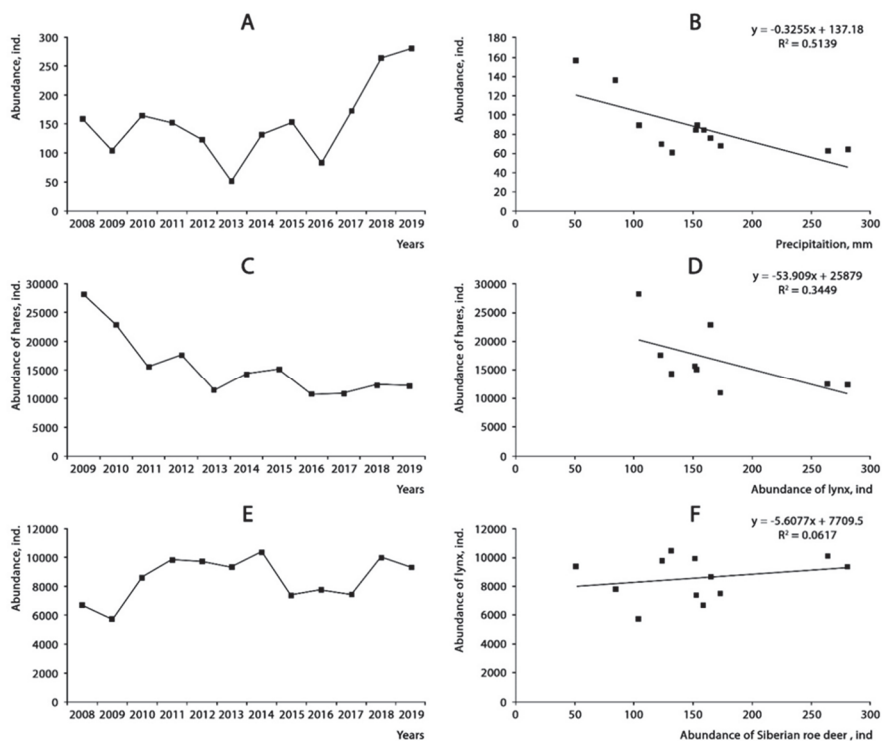 A
Abundance, ind.
300
250
200
150
100
50
0
2008 2009 2010 2011 2012 2013 2014 2015 2016 2017 2018 2019
Years
B
y = -0.3255x + 137.18
R² = 0.5139
Abundance, ind.
180
160
140
120
100
80
60
40
20
0
0 50 100 150 200 250 300
Precipitaition, mm
C
Abundance of hares, ind.
30000
25000
20000
15000
10000
5000
0
2009 2010 2011 2012 2013 2014 2015 2016 2017 2018 2019
Years
D
y = -53.909x + 25879
R² = 0.3449
Abundance of hares, ind.
30000
25000
20000
15000
10000
5000
0
0 50 100 150 200 250 300
Abundance of lynx, ind
E
Abundance, ind.
12000
10000
8000
6000
4000
2000
0
2008 2009 2010 2011 2012 2013 2014 2015 2016 2017 2018 2019
Years
F
y = -5.6077x + 7709.5
R² = 0.0617
Abundance of lynx, ind.
12000
10000
8000
6000
4000
2000
0
0 50 100 150 200 250 300
Abundance of Siberian roe deer , ind